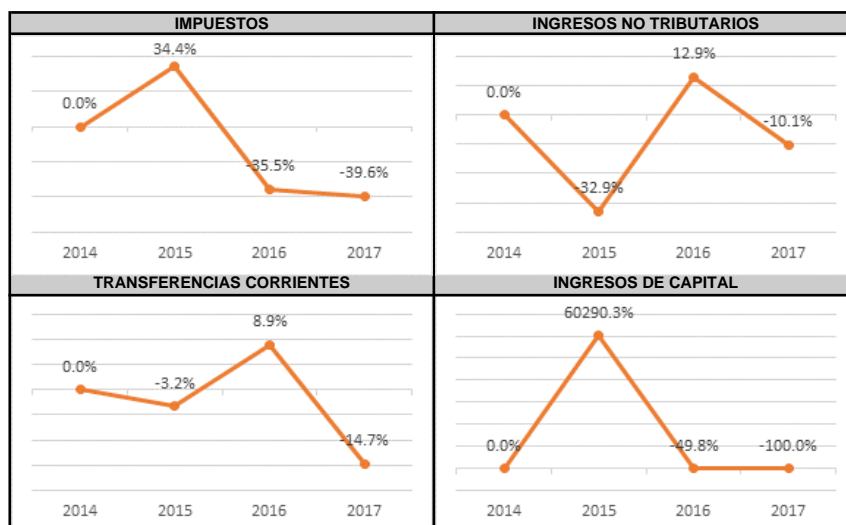 IMPUESTOS
34.4%
0.0%
-35.5%
-39.6%
2014 2015 2016 2017
INGRESOS NO TRIBUTARIOS
12.9%
0.0%
-10.1%
-32.9%
2014 2015 2016 2017
TRANSFERENCIAS CORRIENTES
8.9%
0.0%
-3.2%
-14.7%
2014 2015 2016 2017
INGRESOS DE CAPITAL
60290.3%
0.0%
-49.8%
-100.0%
2014 2015 2016 2017